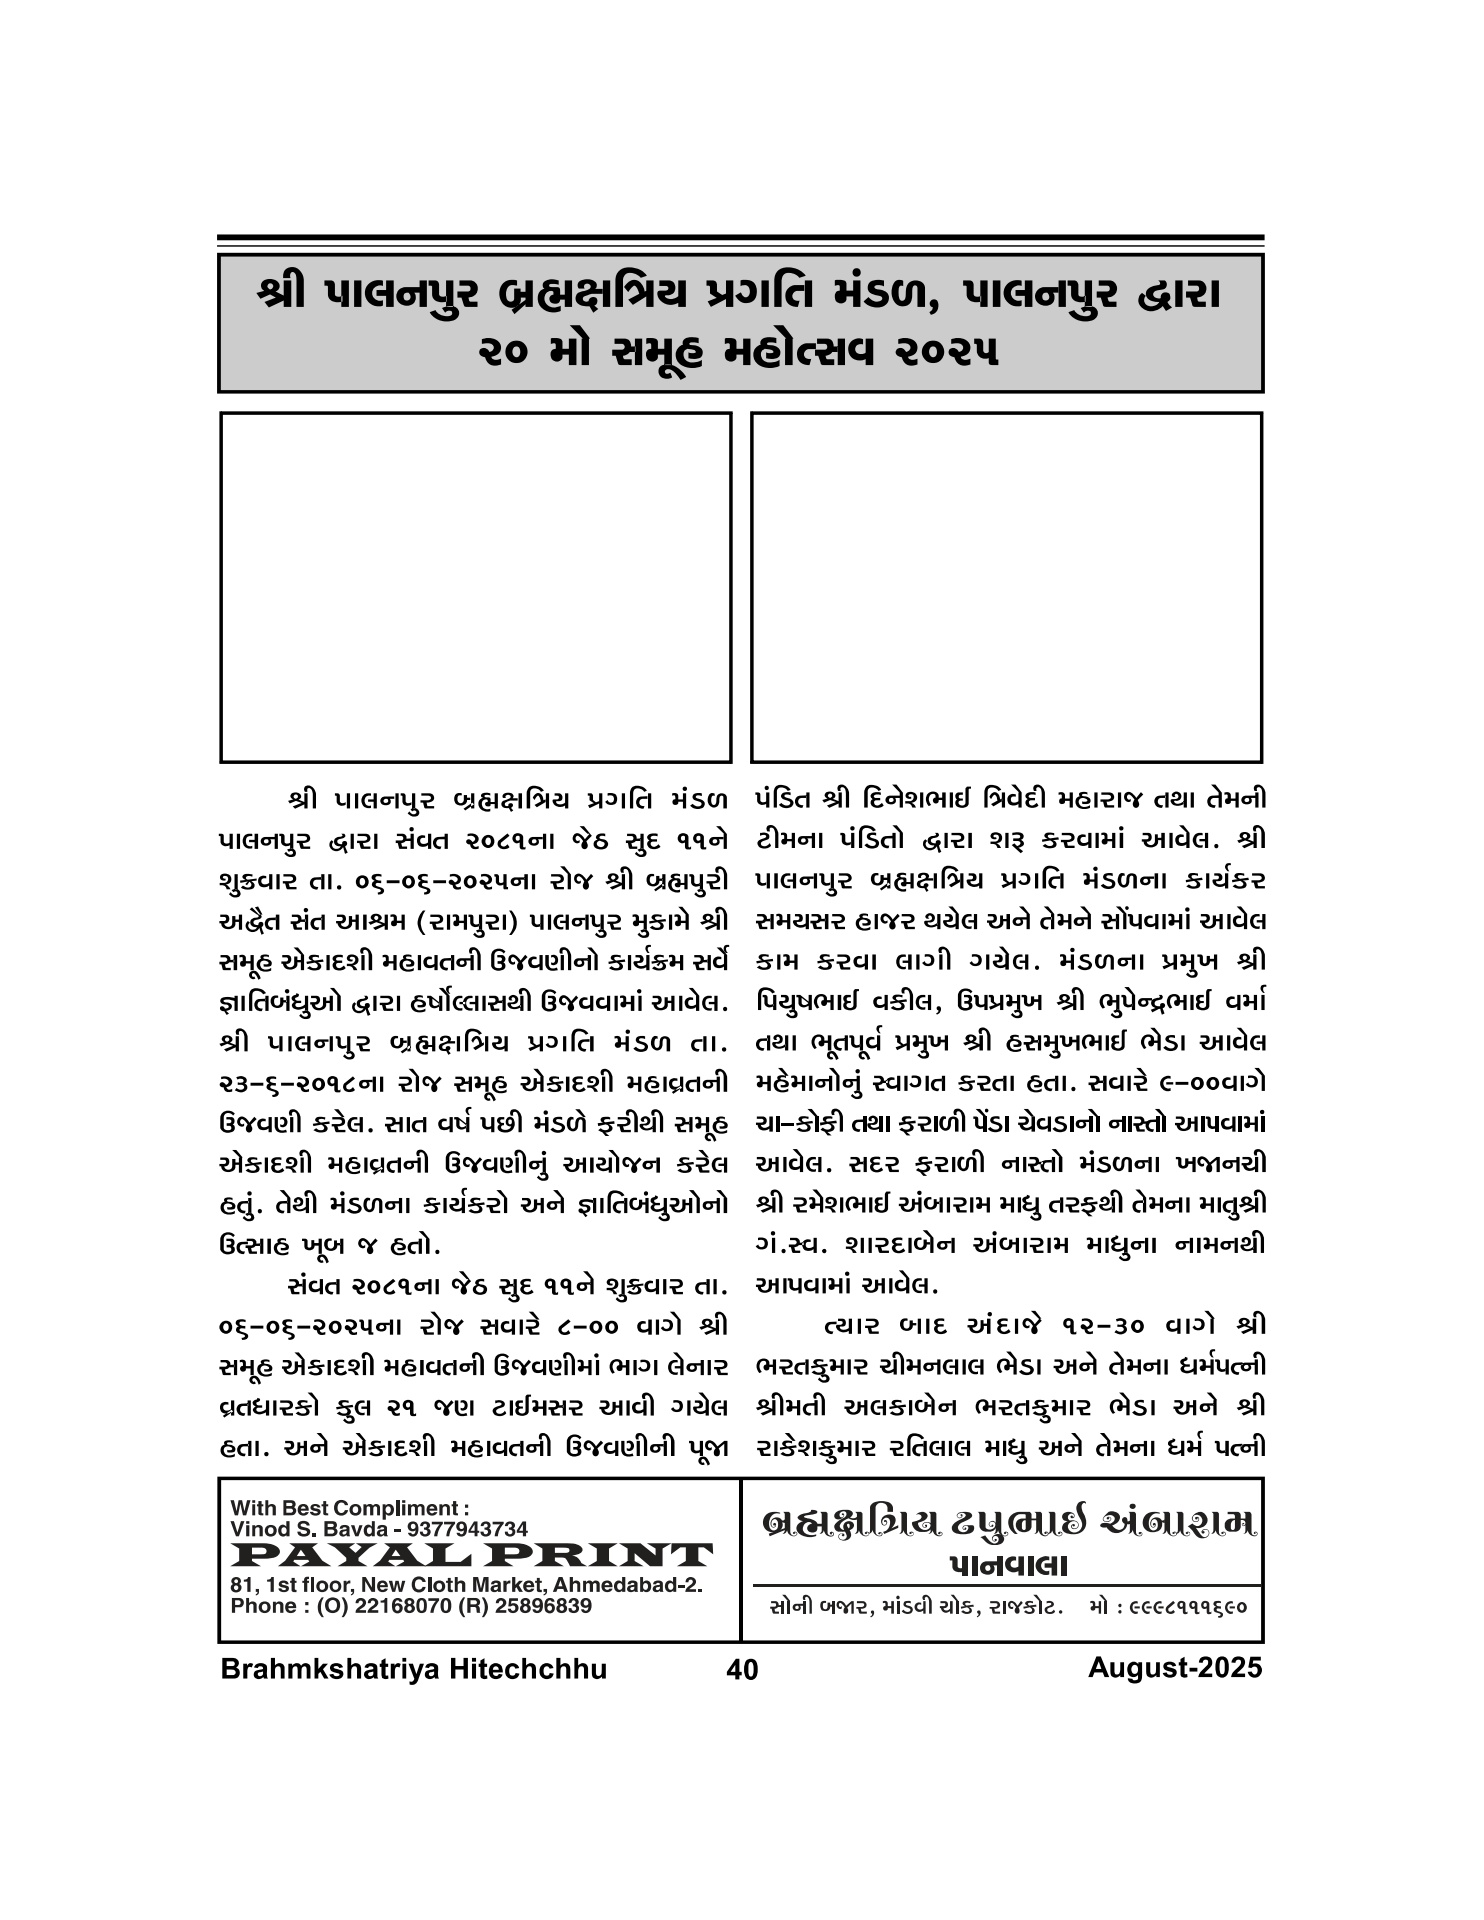 શ્રી પાલનપુર બ્રહ્મક્ષત્રિય પ્રગતિ મંડળ, પાલનપુર દ્વારા
૨૦ મો સમૂહ મહોત્સવ ૨૦૨૫
શ્રી પાલનપુર બ્રહ્મક્ષત્રિય પ્રગતિ મંડળ
પાલનપુર દ્વારા સંવત ૨૦૮૧ના જેઠ સુદ ૧૧ને
શુક્રવાર તા. ૦૬-૦૬-૨૦૨૫ના રોજ શ્રી બ્રહ્મપુરી
અદ્વૈત સંત આશ્રમ (રામપુરા) પાલનપુર મુકામે શ્રી
સમૂહ એકાદશી મહાવતની ઉજવણીનો કાર્યક્રમ સર્વે
જ્ઞાતિબંધુઓ દ્વારા હર્ષોલ્લાસથી ઉજવવામાં આવેલ.
શ્રી પાલનપુર બ્રહ્મક્ષત્રિય પ્રગતિ મંડળ તા.
૨૩-૬-૨૦૧૮ના રોજ સમૂહ એકાદશી મહાવ્રતની
ઉજવણી કરેલ. સાત વર્ષ પછી મંડળે ફરીથી સમૂહ
એકાદશી મહાવ્રતની ઉજવણીનું આયોજન કરેલ
હતું. તેથી મંડળના કાર્યકરો અને જ્ઞાતિબંધુઓનો
ઉત્સાહ ખૂબ જ હતો.
સંવત ૨૦૮૧ના જેઠ સુદ ૧૧ને શુક્રવાર તા.
૦૬-૦૬-૨૦૨૫ના રોજ સવારે ૮-૦૦ વાગે શ્રી
સમૂહ એકાદશી મહાવતની ઉજવણીમાં ભાગ લેનાર
વ્રતધારકો કુલ ૨૧ જણ ટાઈમસર આવી ગયેલ
હતા. અને એકાદશી મહાવતની ઉજવણીની પૂજા
પંડિત શ્રી દિનેશભાઈ ત્રિવેદી મહારાજ તથા તેમની
ટીમના પંડિતો દ્વારા શરૂ કરવામાં આવેલ. શ્રી
પાલનપુર બ્રહ્મક્ષત્રિય પ્રગતિ મંડળના કાર્યકર
સમયસર હાજર થયેલ અને તેમને સોંપવામાં આવેલ
કામ કરવા લાગી ગયેલ. મંડળના પ્રમુખ શ્રી
પિયુષભાઈ વકીલ, ઉપપ્રમુખ શ્રી ભુપેન્દ્રભાઈ વર્મા
તથા ભૂતપૂર્વ પ્રમુખ શ્રી હસમુખભાઈ ભેડા આવેલ
મહેમાનોનું સ્વાગત કરતા હતા. સવારે ૯-૦૦વાગે
ચા-કોફી તથા ફરાળી પેંડા ચેવડાનો નાસ્તો આપવામાં
આવેલ. સદર ફરાળી નાસ્તો મંડળના ખજાનચી
શ્રી રમેશભાઈ અંબારામ માધુ તરફથી તેમના માતુશ્રી
ગં.સ્વ. શારદાબેન અંબારામ માધુના નામનથી
આપવામાં આવેલ.
ત્યાર બાદ અંદાજે ૧૨-૩૦ વાગે શ્રી
ભરતકુમાર ચીમનલાલ ભેડા અને તેમના ધર્મપત્ની
શ્રીમતી અલકાબેન ભરતકુમાર ભેડા અને શ્રી
રાકેશકુમાર રતિલાલ માધુ અને તેમના ધર્મ પત્ની
With Best Compliment :
Vinod S. Bavda - 9377943734
PAYAL PRINT
81, 1st floor, New Cloth Market, Ahmedabad-2.
Phone : (O) 22168070 (R) 25896839
બ્રહ્મક્ષત્રિય ટપુભાઈ અંબારામ
પાનવાલા
સોની બજાર, માંડવી ચોક, રાજકોટ. મો : ૯૯૯૮૧૧૧૬૯૦
Brahmkshatriya Hitechchhu 40 August-2025